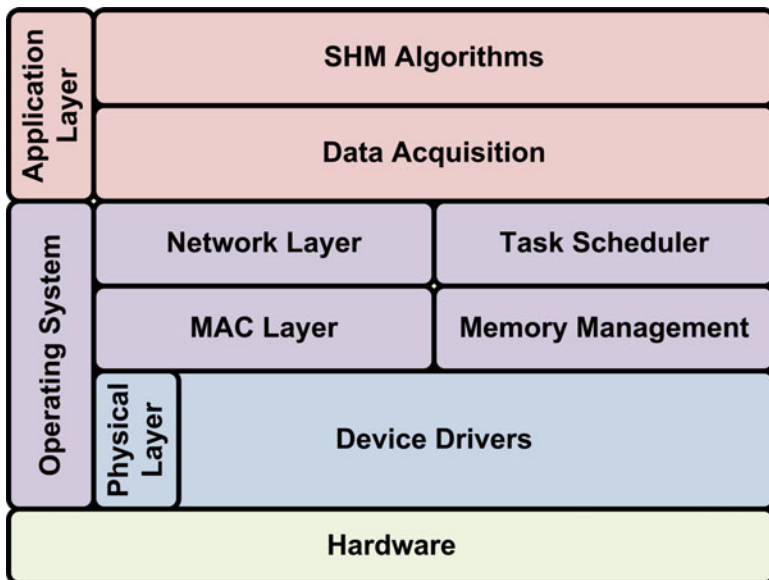 Application
Layer
SHM Algorithms
Data Acquisition
Operating System
Network Layer
Task Scheduler
MAC Layer
Memory Management
Physical
Layer
Device Drivers
Hardware